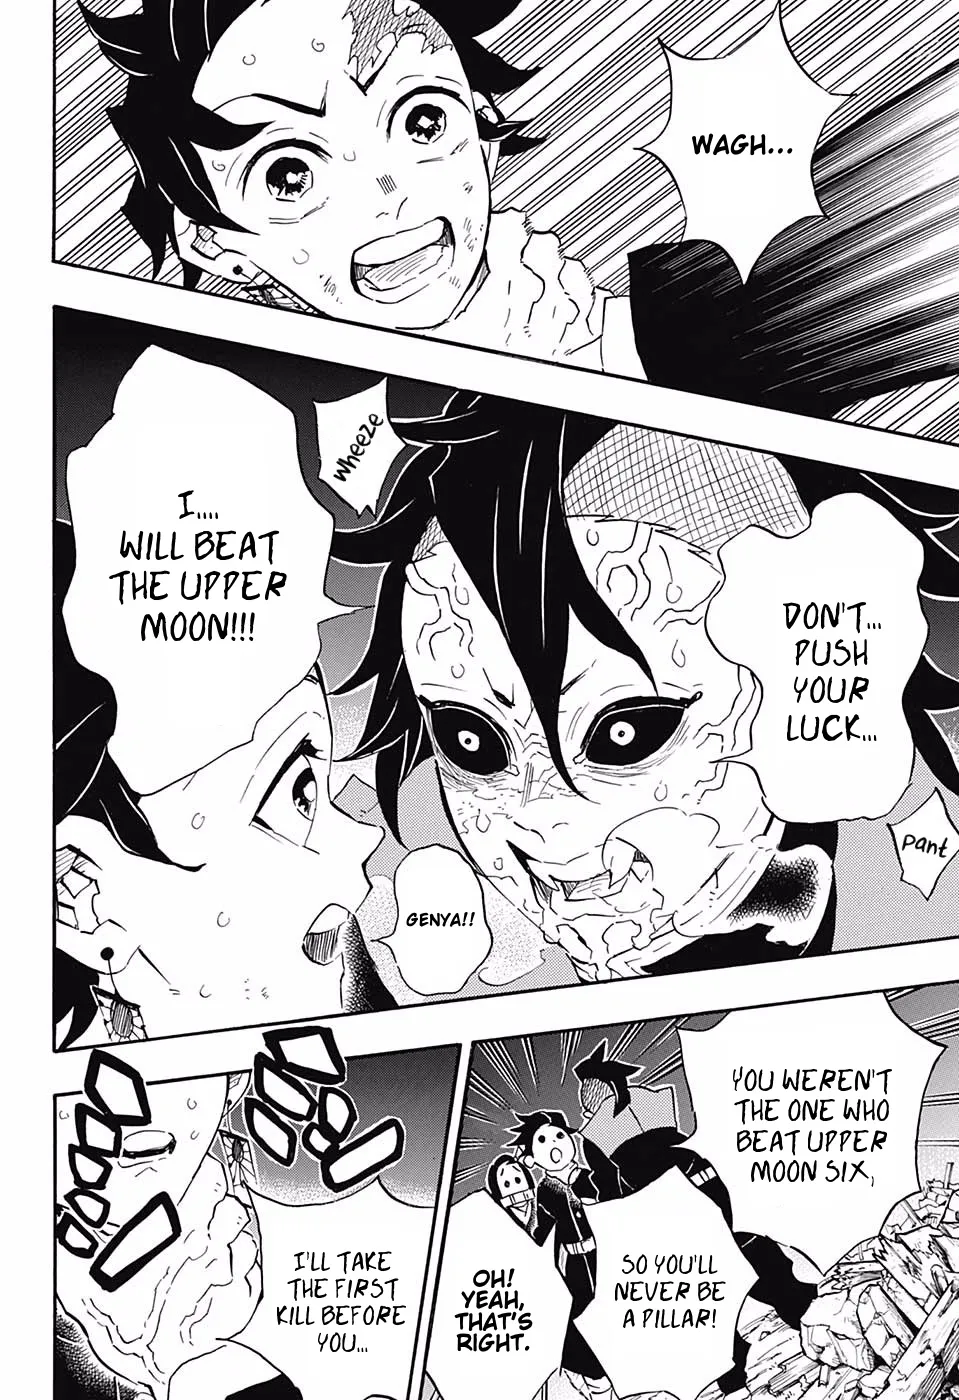 WAGH...
DON'T...
PUSH
YOUR
LUCK...
Wheeze
Pant
GENYA!!
I....
WILL BEAT
THE UPPER
MOON!!!
YOU WEREN'T
THE ONE WHO
BEAT UPPER
MOON SIX,
SO YOU'LL
NEVER BE
A PILLAR!
OH!
YEAH,
THAT'S
RIGHT.
I'LL TAKE
THE FIRST
KILL BEFORE
YOU...